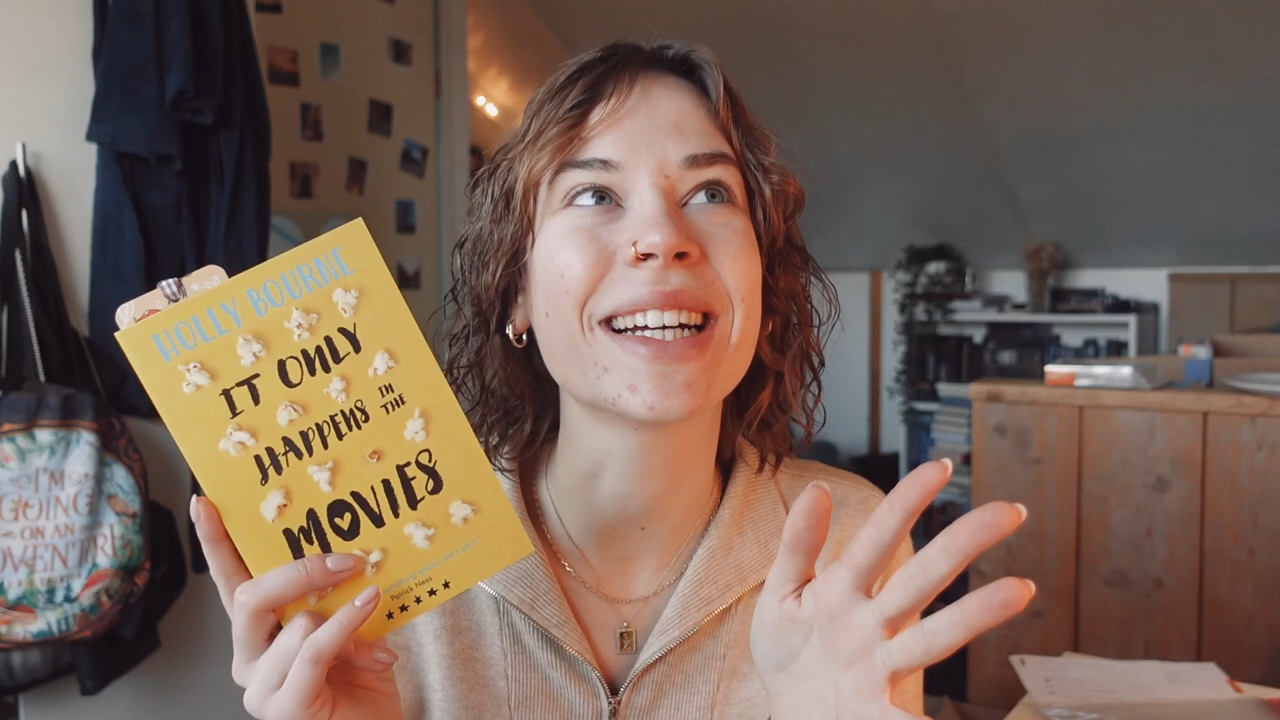 HOLLY BOURNE
IT ONLY
HAPPENS IN
THE
MOVIES
Patrick Ness
I'M
GOING
ON AN